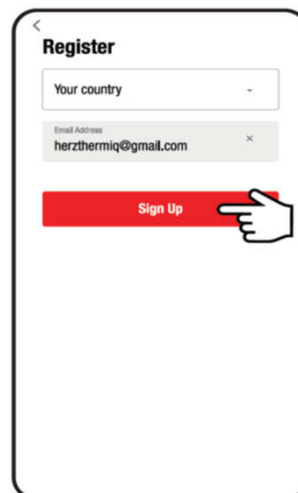 Register
Your country
Email Address
herzthermiq@gmail.com
Sign Up